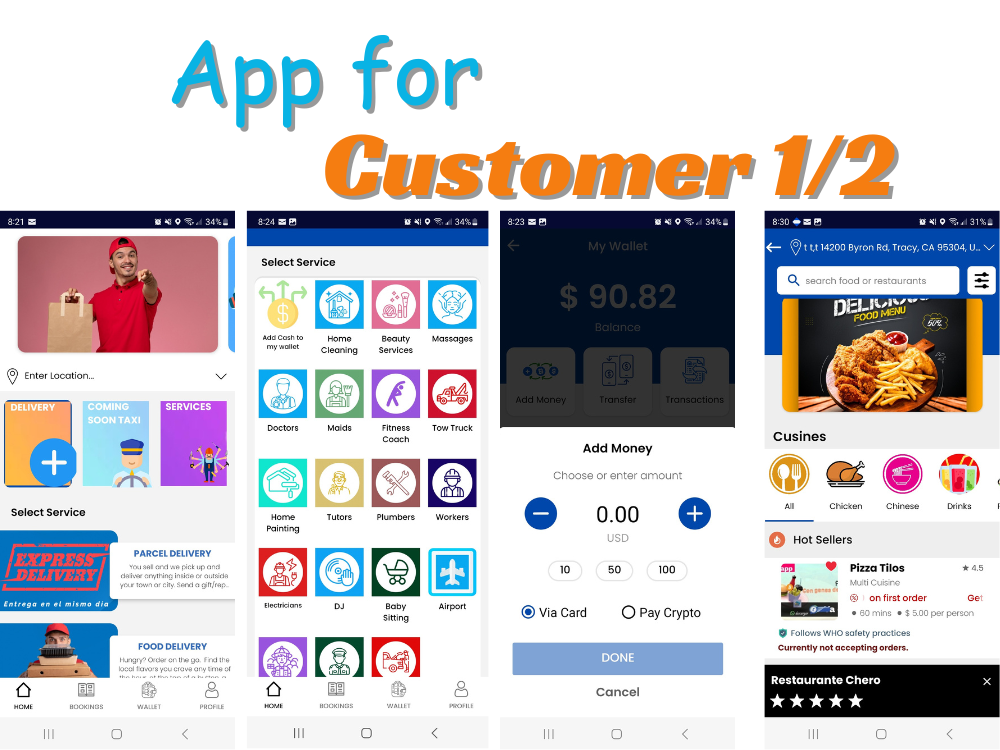 App for
Customer 1/2
8:21
34%
Enter Location...
DELIVERY
COMING
SOON TAXI
SERVICES
Select Service
EXPRESS
DELIVERY
Entrega en el mismo dia
PARCEL DELIVERY
You sell and we pick up and
deliver anything inside or outside
your town or city. Send a gift/rep..
FOOD DELIVERY
Hungry? Order on the go. Find the
local flavors you crave any time of
HOME
BOOKINGS
WALLET
PROFILE
8:24
34%
Select Service
Add Cash to
my wallet
Home
Cleaning
Beauty
Services
Massages
Doctors
Maids
Fitness
Coach
Tow Truck
Home
Painting
Tutors
Plumbers
Workers
Electricians
DJ
Baby
Sitting
Airport
HOME
BOOKINGS
WALLET
PROFILE
8:23
34%
My Wallet
$ 90.82
Balance
Add Money
Transfer
Transactions
Add Money
Choose or enter amount
0.00
USD
10
50
100
Via Card
Pay Crypto
DONE
Cancel
8:30
31%
t t,t 14200 Byron Rd, Tracy, CA 95304, U...
search food or restaurants
DELICIOUS
FOOD MENU
50%
Cusines
All
Chicken
Chinese
Drinks
Hot Sellers
Pizza Tilos
4.5
Multi Cuisine
on first order
Get
60 mins
$ 5.00 per person
Follows WHO safety practices
Currently not accepting orders.
Restaurante Chero